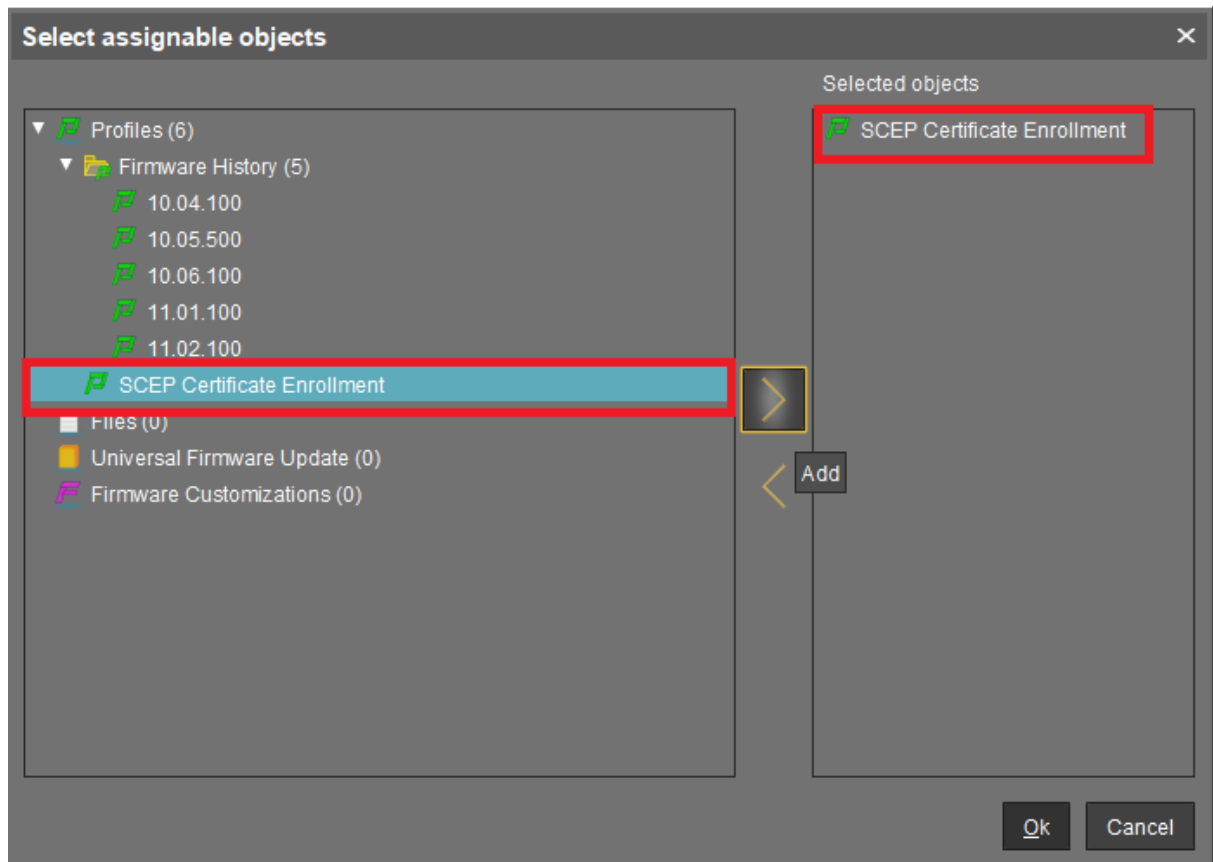 Select assignable objects
Selected objects
Profiles (6)
Firmware History (5)
10.04.100
10.05.500
10.06.100
11.01.100
11.02.100
SCEP Certificate Enrollment
Files (0)
Universal Firmware Update (0)
Firmware Customizations (0)
SCEP Certificate Enrollment
Add
Ok
Cancel